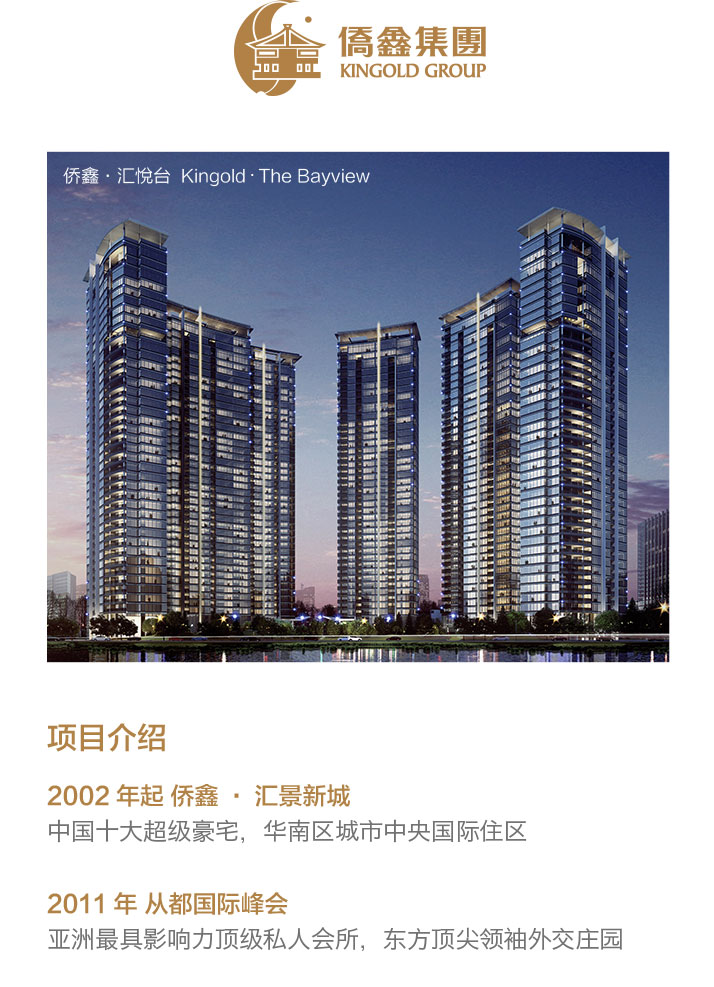 僑鑫集團
KINGOLD GROUP
侨鑫·汇悦台 Kingold·The Bayview
项目介绍
2002 年起 侨鑫 · 汇景新城
中国十大超级豪宅，华南区城市中央国际住区
2011 年 从都国际峰会
亚洲最具影响力顶级私人会所，东方顶尖领袖外交庄园